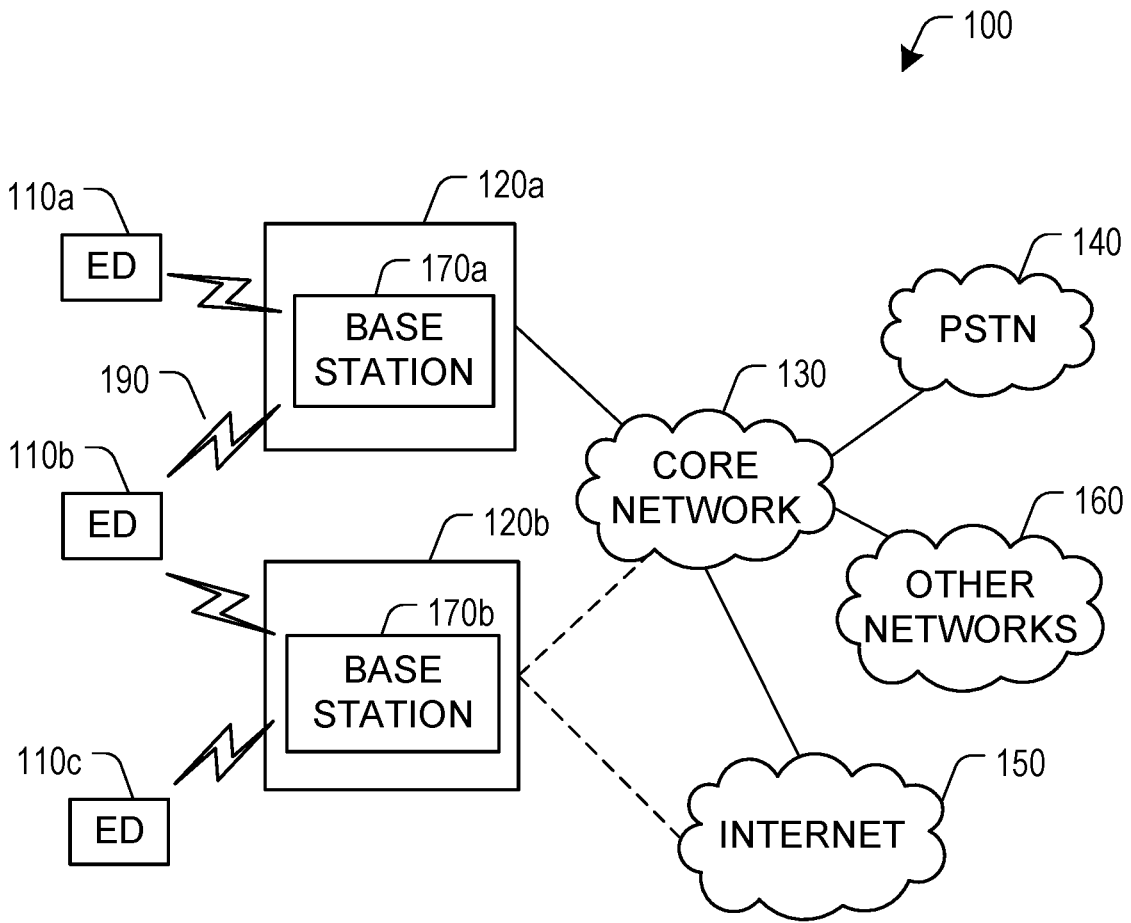 100
110a
120a
ED
170a
BASE
STATION
140
PSTN
190
130
CORE
NETWORK
110b
ED
120b
160
OTHER
NETWORKS
170b
BASE
STATION
110c
ED
150
INTERNET